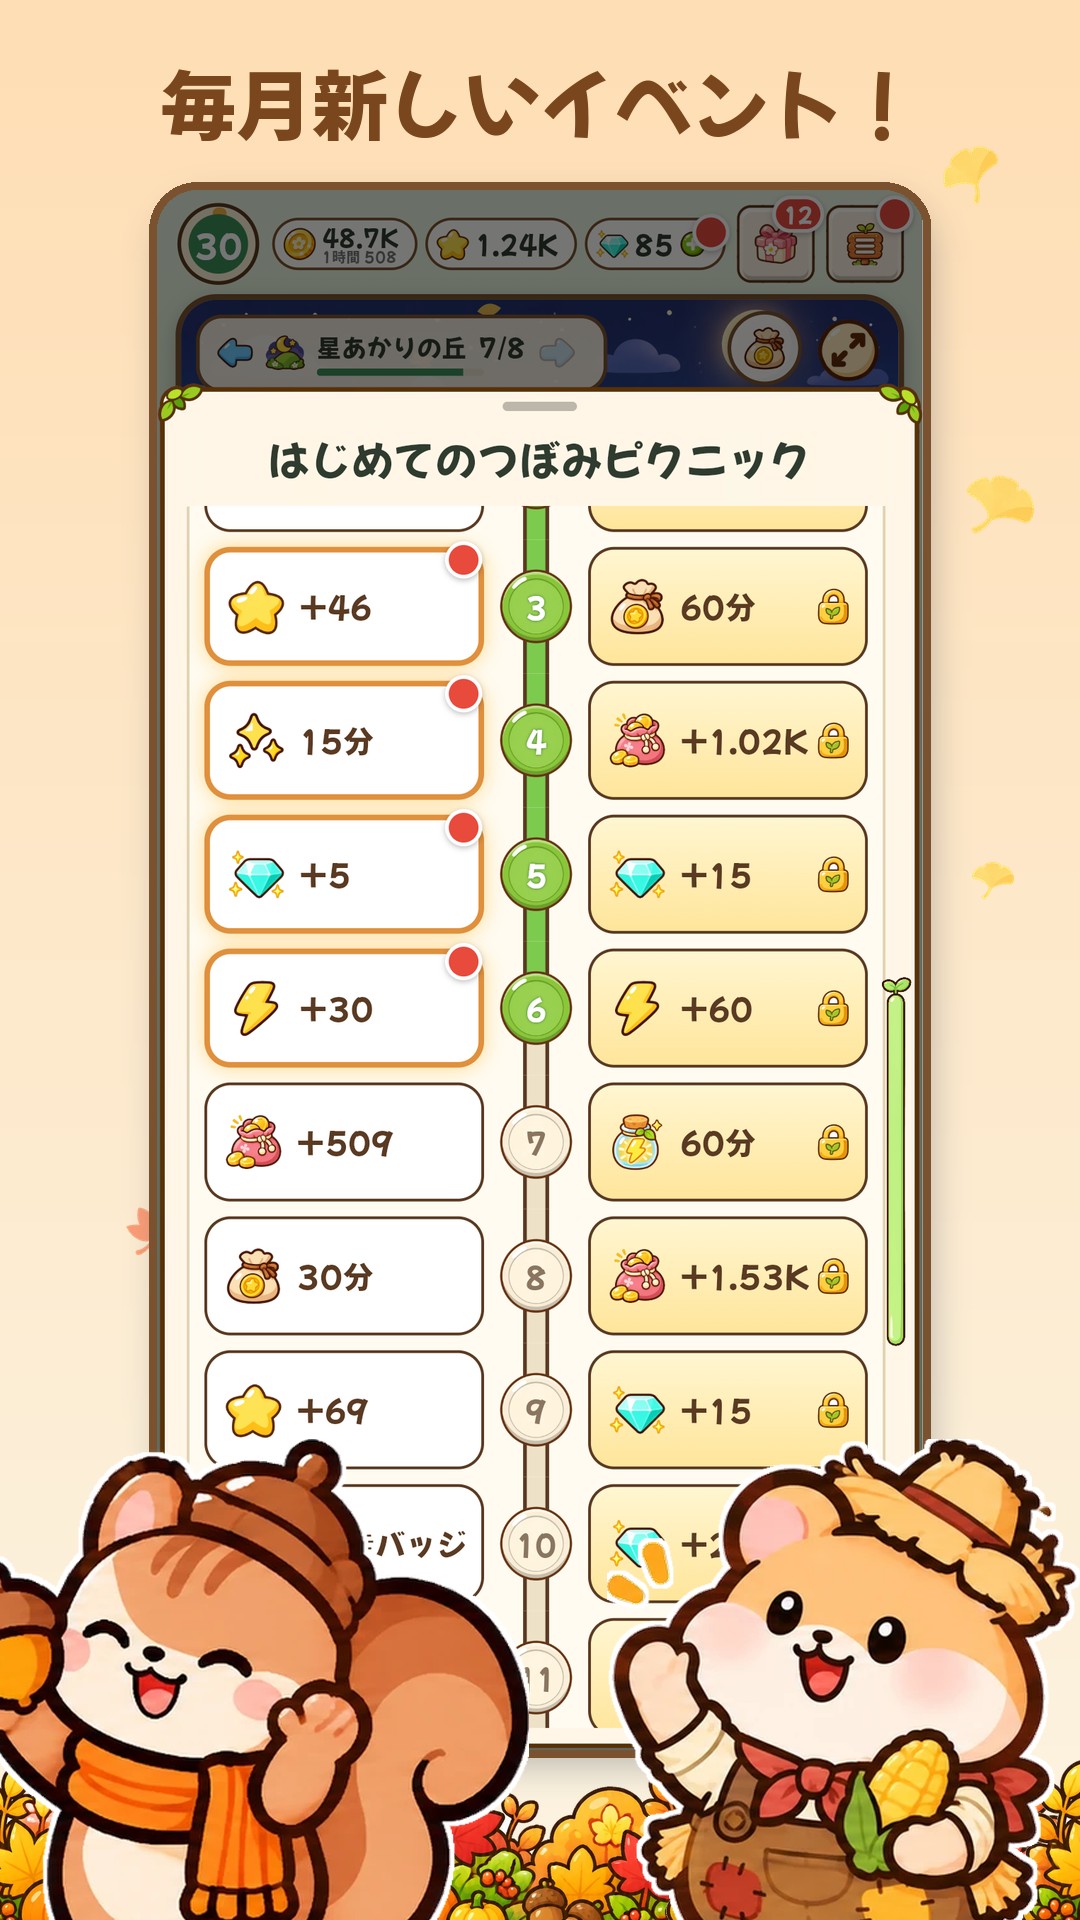 毎月新しいイベント！
30
48.7K
1時間 508
1.24K
85
12
星あかりの丘 7/8
はじめてのつぼみピクニック
+46
3
60分
15分
4
+1.02K
+5
5
+15
+30
6
+60
+509
7
60分
30分
8
+1.53K
+69
9
+15
バッジ
10
11